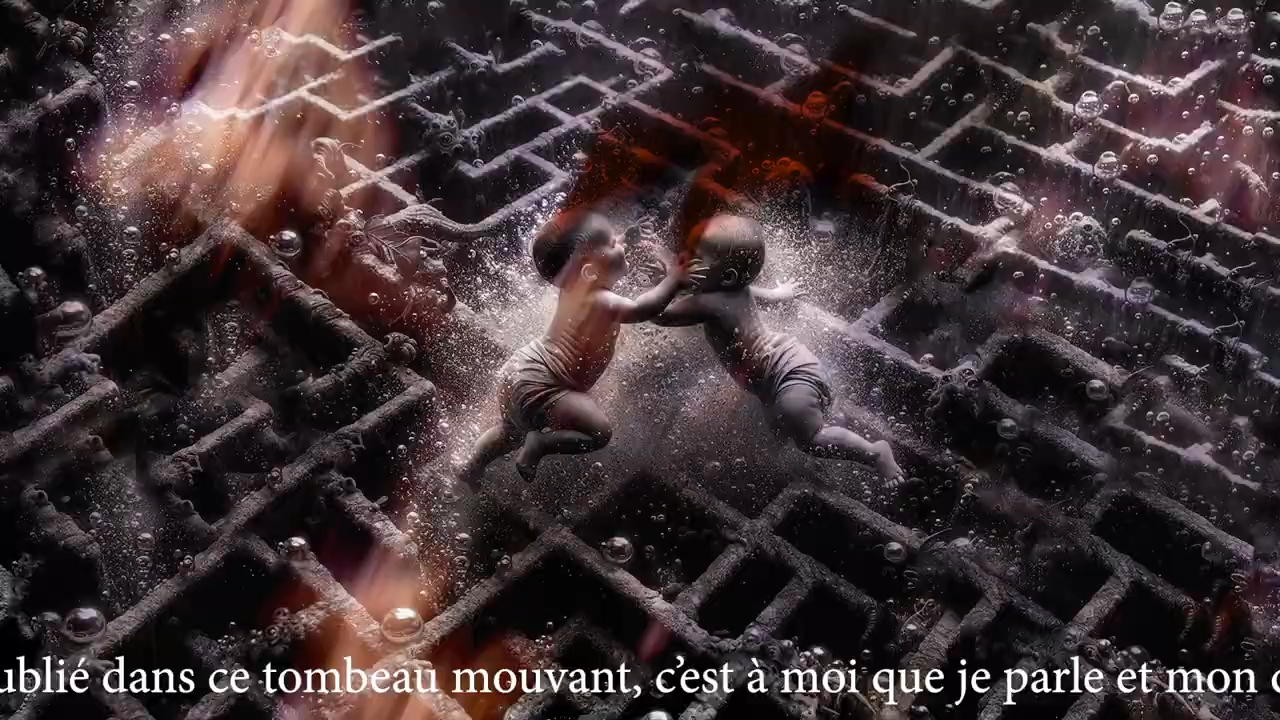 ublié dans ce tombeau mouvant, c’est à moi que je parle et mon